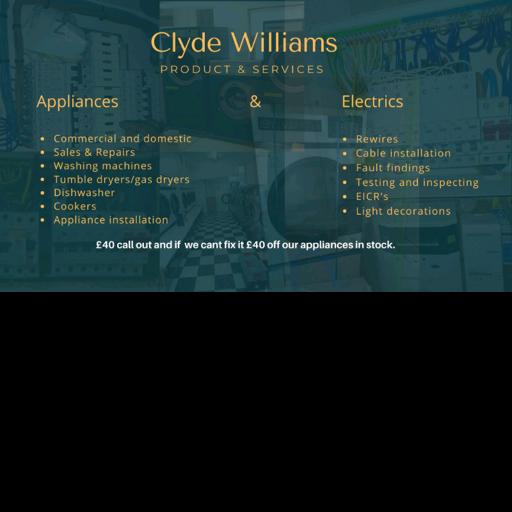 Clyde Williams
PRODUCT & SERVICES
Appliances & Electrics
• Commercial and domestic
• Sales & Repairs
• Washing machines
• Tumble dryers/gas dryers
• Dishwasher
• Cookers
• Appliance installation
• Rewires
• Cable installation
• Fault findings
• Testing and inspecting
• EICR's
• Light decorations
£40 call out and if we cant fix it £40 off our appliances in stock.